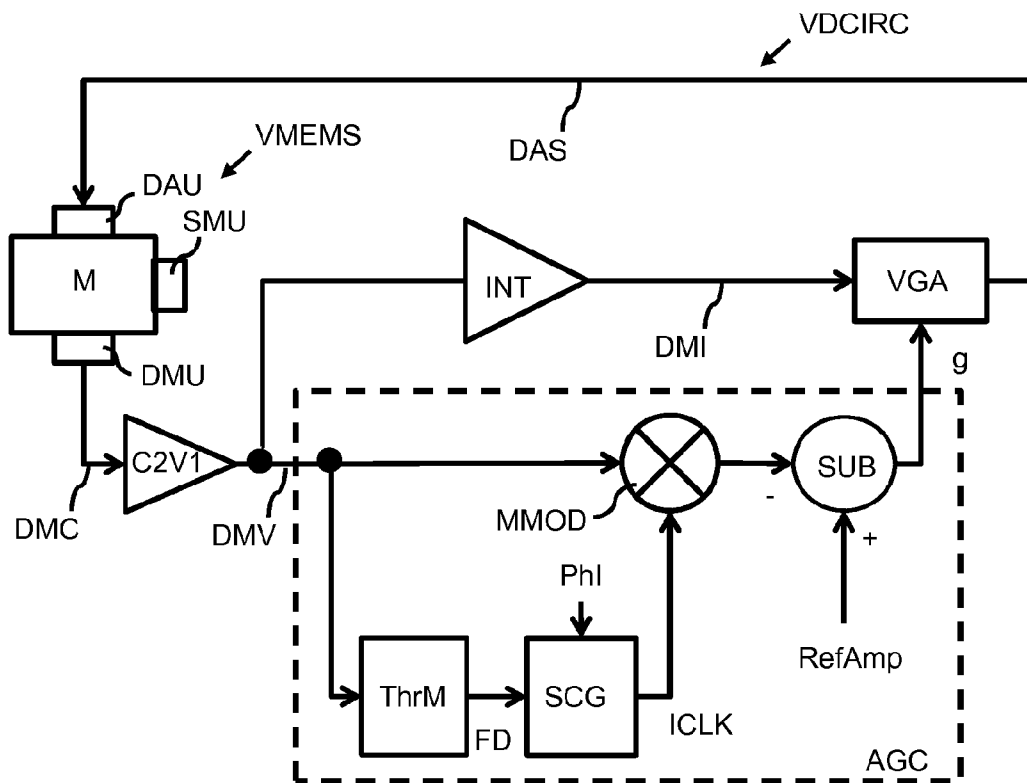 VDCIRC
DAS
VMEMS
DAU
SMU
M
INT
VGA
DMI
DMU
g
C2V1
SUB
MMOD
-
DMC
DMV
+
PhI
RefAmp
ThrM
SCG
FD
ICLK
AGC